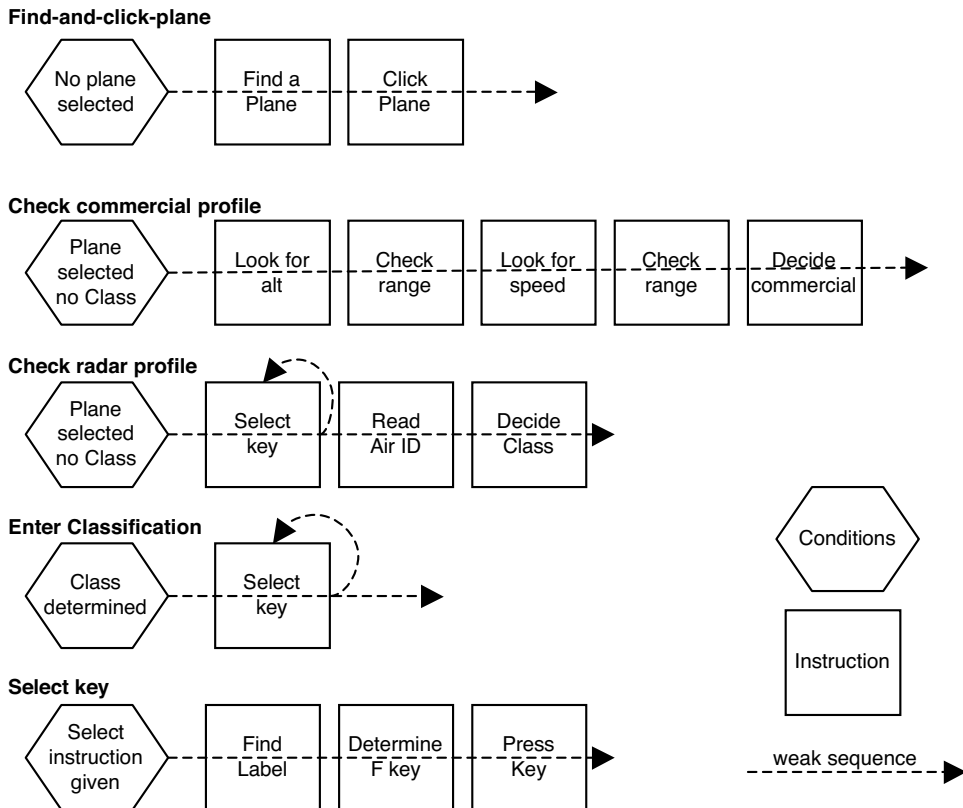 Find-and-click-plane
No plane
selected
Find a
Plane
Click
Plane
Check commercial profile
Plane
selected
no Class
Look for
alt
Check
range
Look for
speed
Check
range
Decide
commercial
Check radar profile
Plane
selected
no Class
Select
key
Read
Air ID
Decide
Class
Enter Classification
Class
determined
Select
key
Conditions
Instruction
Select key
Select
instruction
given
Find
Label
Determine
F key
Press
Key
weak sequence